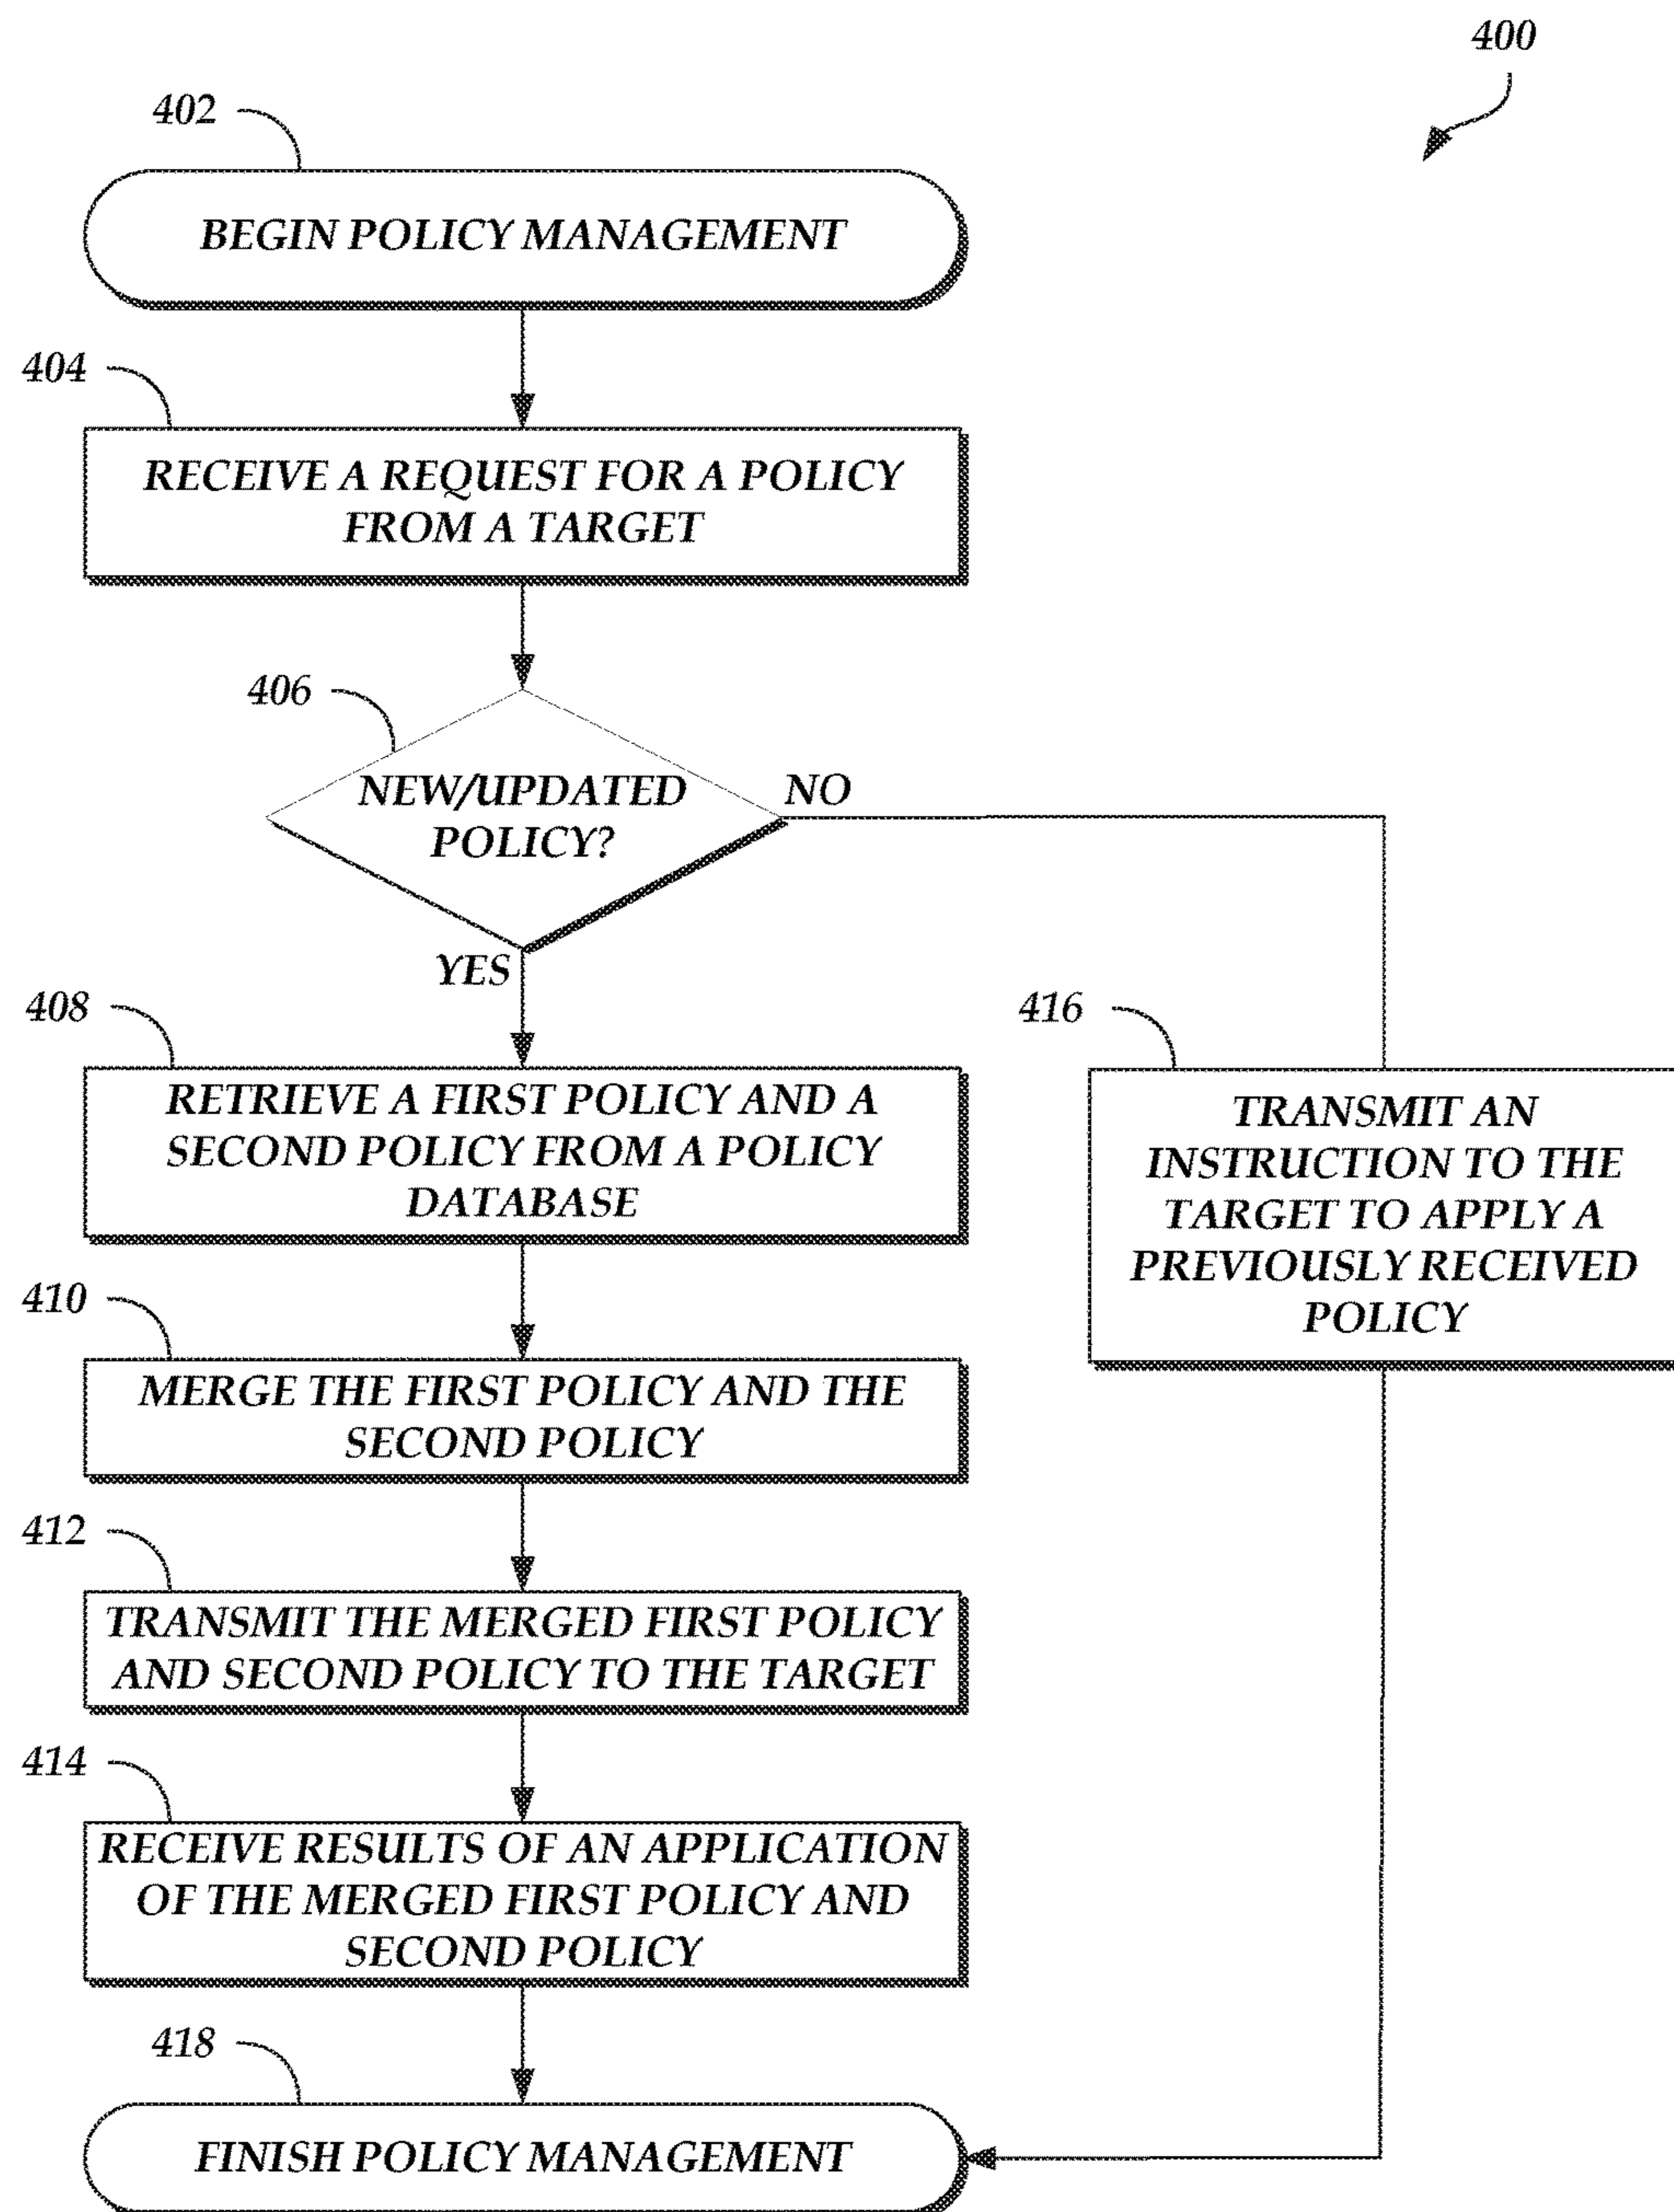 400
402
BEGIN POLICY MANAGEMENT
404
RECEIVE A REQUEST FOR A POLICY
FROM A TARGET
406
NEW/UPDATED
POLICY?
NO
YES
408
RETRIEVE A FIRST POLICY AND A
SECOND POLICY FROM A POLICY
DATABASE
416
TRANSMIT AN
INSTRUCTION TO THE
TARGET TO APPLY A
PREVIOUSLY RECEIVED
POLICY
410
MERGE THE FIRST POLICY AND THE
SECOND POLICY
412
TRANSMIT THE MERGED FIRST POLICY
AND SECOND POLICY TO THE TARGET
414
RECEIVE RESULTS OF AN APPLICATION
OF THE MERGED FIRST POLICY AND
SECOND POLICY
418
FINISH POLICY MANAGEMENT